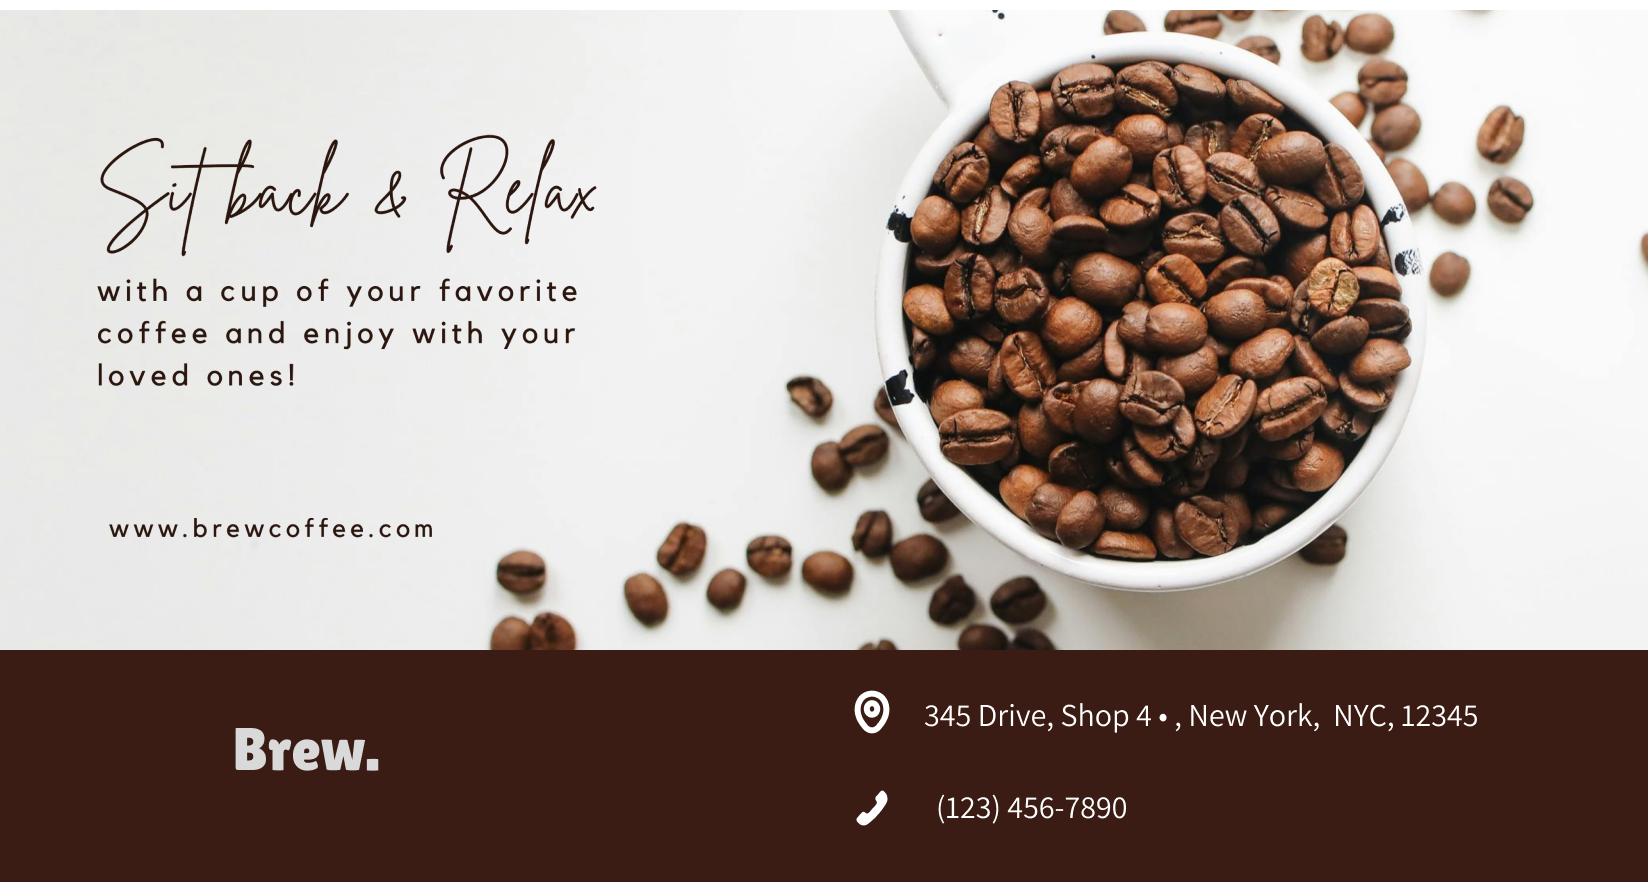 Sit back & Relax
with a cup of your favorite
coffee and enjoy with your
loved ones!
www.brewcoffee.com
Brew.
345 Drive, Shop 4 • , New York,  NYC, 12345
(123) 456-7890